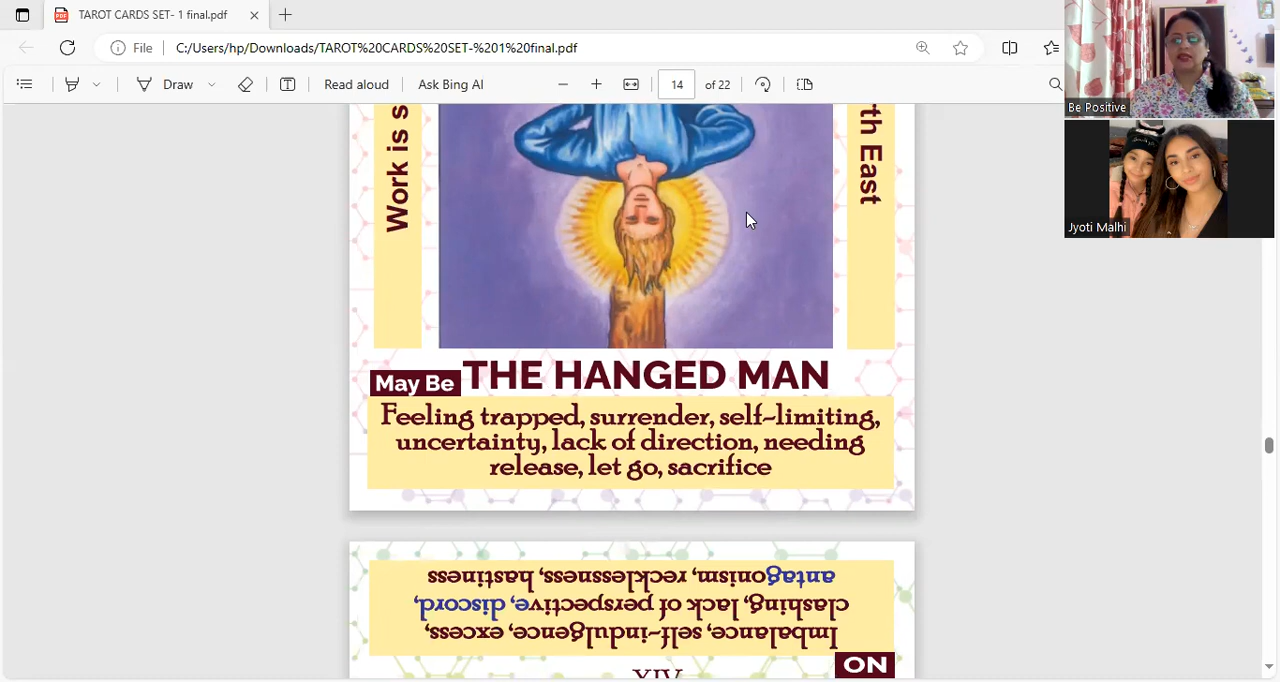 TAROT CARDS SET- 1 final.pdf
File
C:/Users/hp/Downloads/TAROT%20CARDS%20SET-%201%20final.pdf
Draw
Read aloud
Ask Bing AI
14
of 22
Be Positive
Jyoti Malhi
Work is s
rth East
May Be
THE HANGED MAN
Feeling trapped, surrender, self-limiting,
uncertainty, lack of direction, needing
release, let go, sacrifice
Imbalance, self-indulgence, excess,
clashing, lack of perspective, discord,
antagonism, recklessness, hastiness
NO
XIV